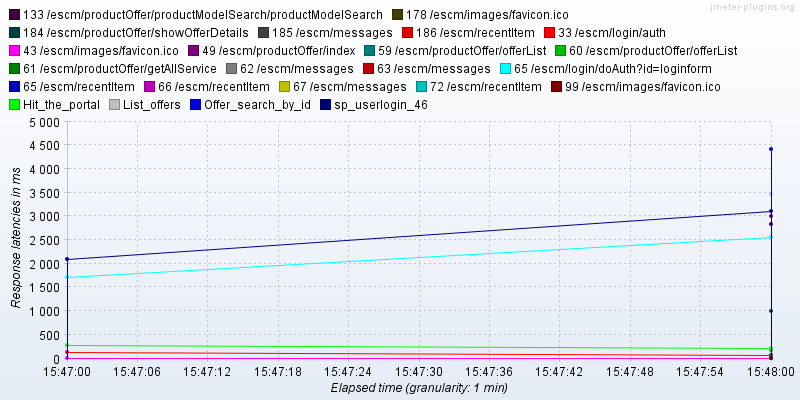 jmeter-plugins.org
133 /escm/productOffer/productModelSearch/productModelSearch 178 /escm/images/favicon.ico
184 /escm/productOffer/showOfferDetails 185 /escm/messages 186 /escm/recentItem 33 /escm/login/auth
43 /escm/images/favicon.ico 49 /escm/productOffer/index 59 /escm/productOffer/offerList 60 /escm/productOffer/offerList
61 /escm/productOffer/getAllService 62 /escm/messages 63 /escm/messages 65 /escm/login/doAuth?id=loginform
65 /escm/recentItem 66 /escm/recentItem 67 /escm/messages 72 /escm/recentItem 99 /escm/images/favicon.ico
Hit_the_portal List_offers Offer_search_by_id sp_userlogin_46
5 000
4 500
4 000
3 500
3 000
2 500
2 000
1 500
1 000
500
0
Response latencies in ms
15:47:00 15:47:06 15:47:12 15:47:18 15:47:24 15:47:30 15:47:36 15:47:42 15:47:48 15:47:54 15:48:00
Elapsed time (granularity: 1 min)